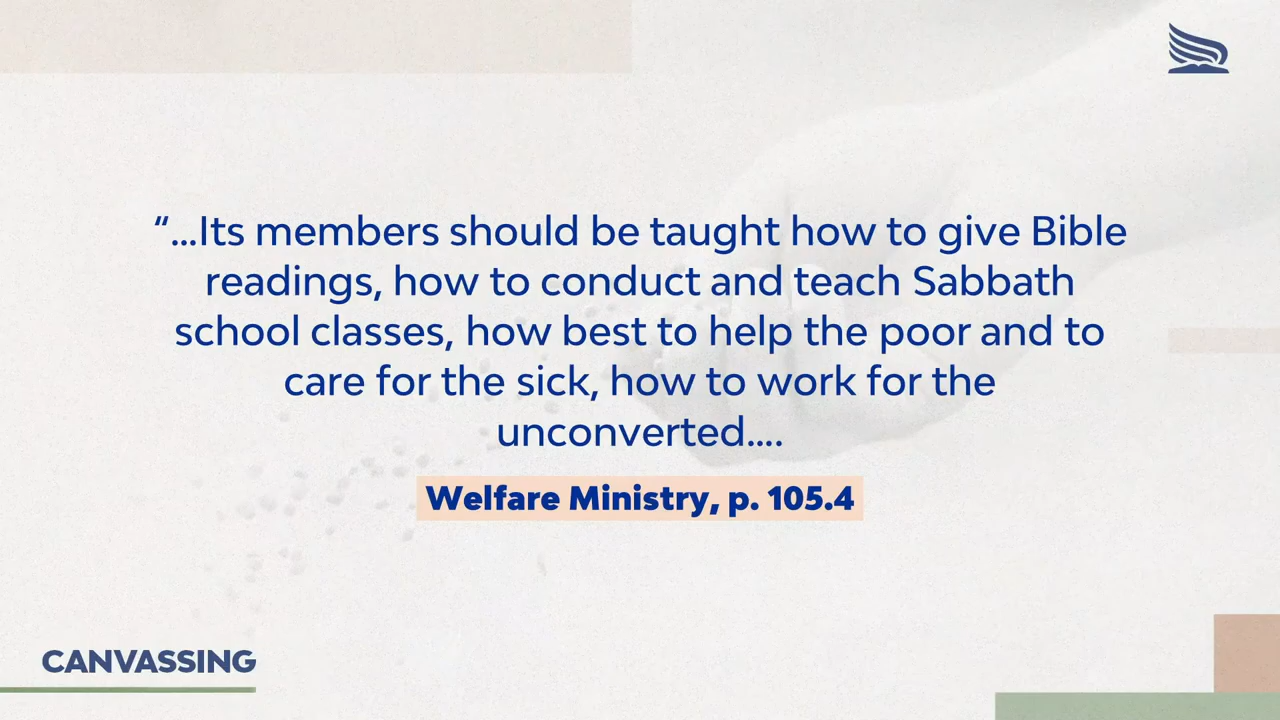 “...Its members should be taught how to give Bible
readings, how to conduct and teach Sabbath
school classes, how best to help the poor and to
care for the sick, how to work for the
unconverted....
Welfare Ministry, p. 105.4
CANVASSING